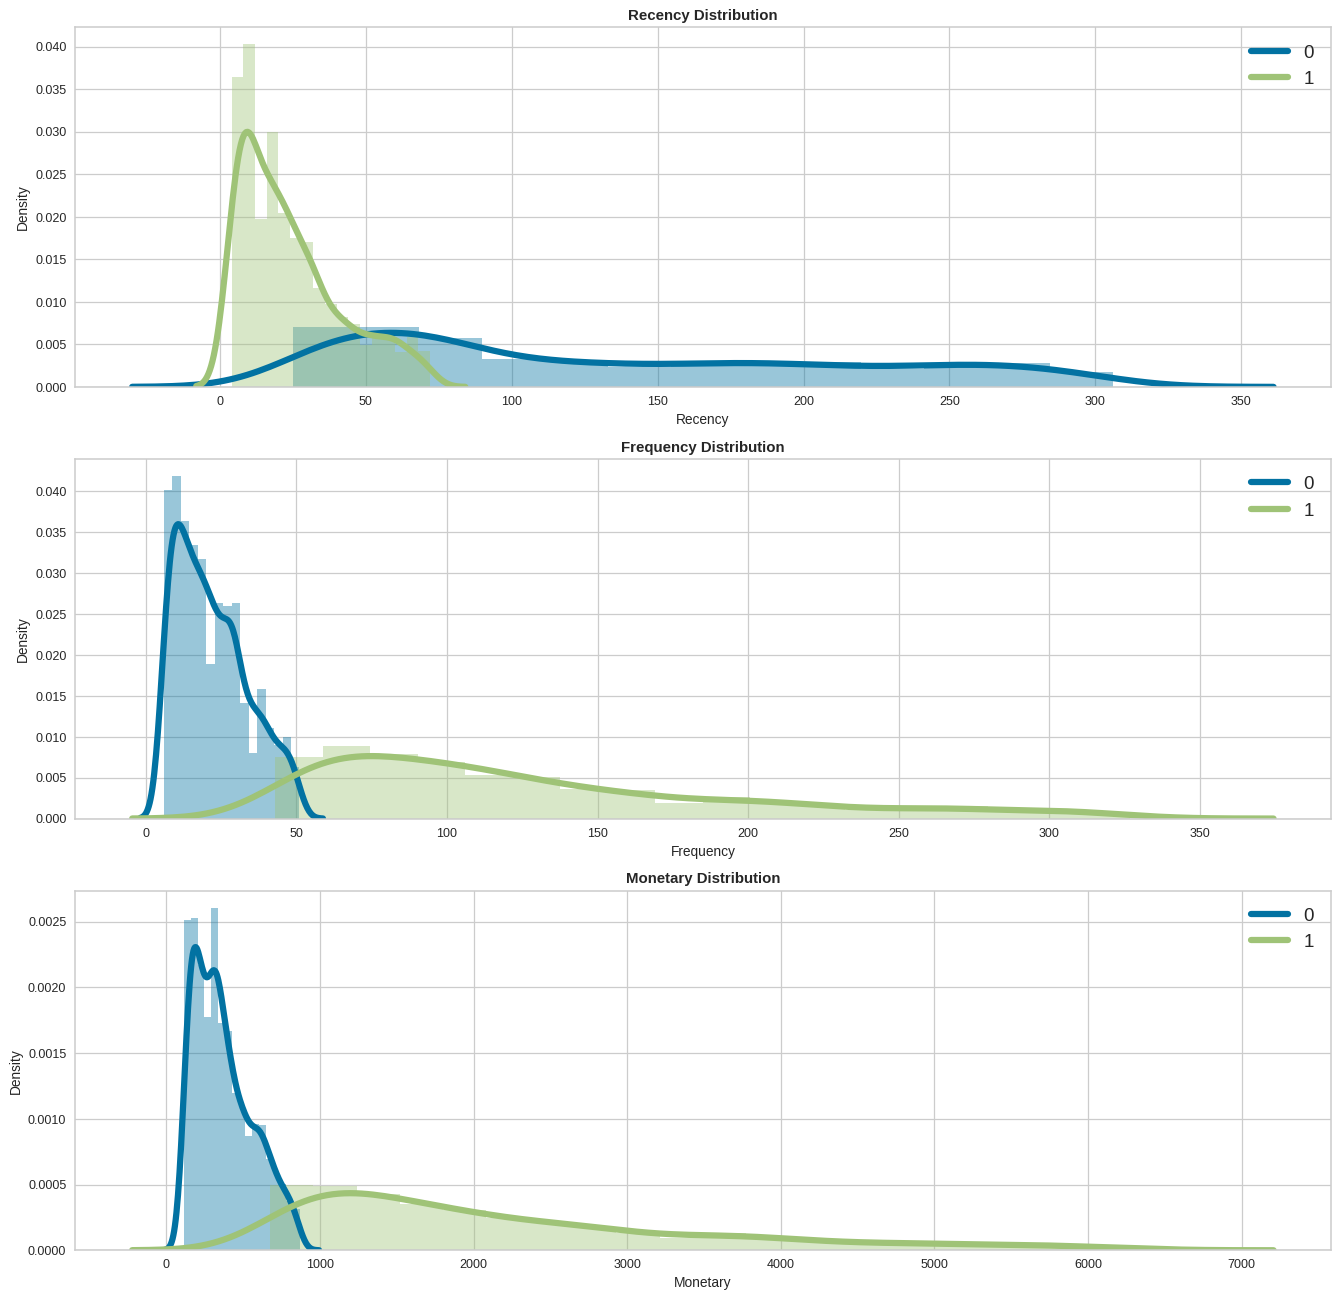 Recency Distribution
0.040
0.035
0.030
0.025
0.020
0.015
0.010
0.005
0.000
Density
0
1
0 50 100 150 200 250 300 350
Recency
Frequency Distribution
0.040
0.035
0.030
0.025
0.020
0.015
0.010
0.005
0.000
Density
0
1
0 50 100 150 200 250 300 350
Frequency
Monetary Distribution
0.0025
0.0020
0.0015
0.0010
0.0005
0.0000
Density
0
1
0 1000 2000 3000 4000 5000 6000 7000
Monetary